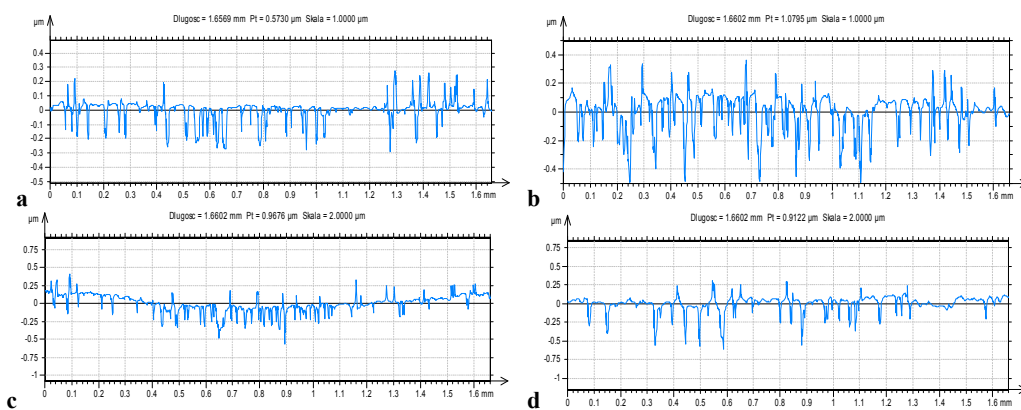 µm Dlugosc = 1.6569 mm Pt = 0.5730 µm Skala = 1.0000 µm
0.4
0.3
0.2
0.1
0
-0.1
-0.2
-0.3
-0.4
-0.5
0 0.1 0.2 0.3 0.4 0.5 0.6 0.7 0.8 0.9 1 1.1 1.2 1.3 1.4 1.5 1.6 mm
a
µm Dlugosc = 1.6602 mm Pt = 1.0795 µm Skala = 1.0000 µm
0.4
0.2
0
-0.2
-0.4
0 0.1 0.2 0.3 0.4 0.5 0.6 0.7 0.8 0.9 1 1.1 1.2 1.3 1.4 1.5 1.6 mm
b
µm Dlugosc = 1.6602 mm Pt = 0.9676 µm Skala = 2.0000 µm
0.75
0.5
0.25
0
-0.25
-0.5
-0.75
-1
0 0.1 0.2 0.3 0.4 0.5 0.6 0.7 0.8 0.9 1 1.1 1.2 1.3 1.4 1.5 1.6 mm
c
µm Dlugosc = 1.6602 mm Pt = 0.9122 µm Skala = 2.0000 µm
0.75
0.5
0.25
0
-0.25
-0.5
-0.75
-1
0 0.1 0.2 0.3 0.4 0.5 0.6 0.7 0.8 0.9 1 1.1 1.2 1.3 1.4 1.5 1.6 mm
d